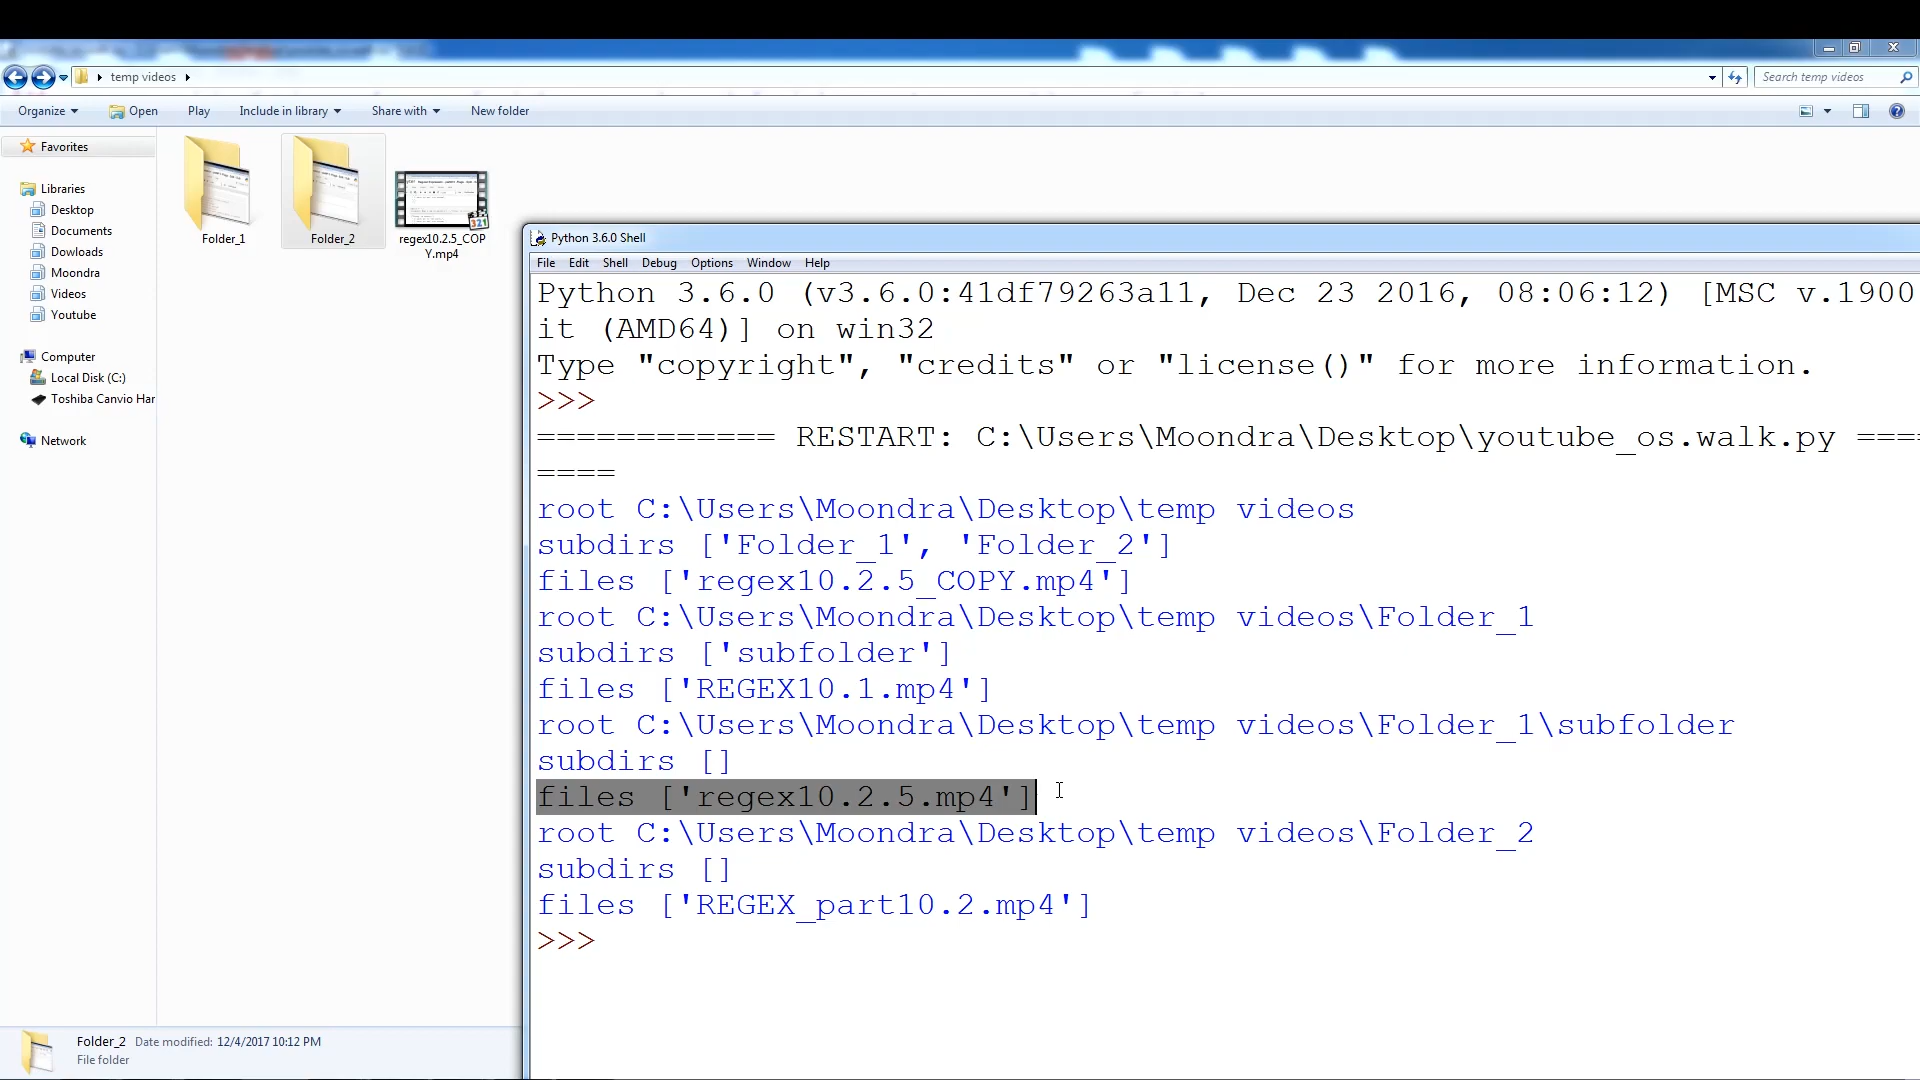 temp videos
Search temp videos
Organize
Open
Play
Include in library
Share with
New folder
Favorites
Libraries
Desktop
Documents
Dowloads
Moondra
Videos
Youtube
Computer
Local Disk (C:)
Toshiba Canvio Har
Network
Folder_1
Folder_2
321
regex10.2.5_COP
Y.mp4
Python 3.6.0 Shell
File Edit Shell Debug Options Window Help
Python 3.6.0 (v3.6.0:41df79263a11, Dec 23 2016, 08:06:12) [MSC v.1900
it (AMD64)] on win32
Type "copyright", "credits" or "license()" for more information.
>>>
============ RESTART: C:\Users\Moondra\Desktop\youtube_os.walk.py ====
====
root C:\Users\Moondra\Desktop\temp videos
subdirs ['Folder_1', 'Folder_2']
files ['regex10.2.5_COPY.mp4']
root C:\Users\Moondra\Desktop\temp videos\Folder_1
subdirs ['subfolder']
files ['REGEX10.1.mp4']
root C:\Users\Moondra\Desktop\temp videos\Folder_1\subfolder
subdirs []
files ['regex10.2.5.mp4']
root C:\Users\Moondra\Desktop\temp videos\Folder_2
subdirs []
files ['REGEX_part10.2.mp4']
>>>
Folder_2 Date modified: 12/4/2017 10:12 PM
File folder